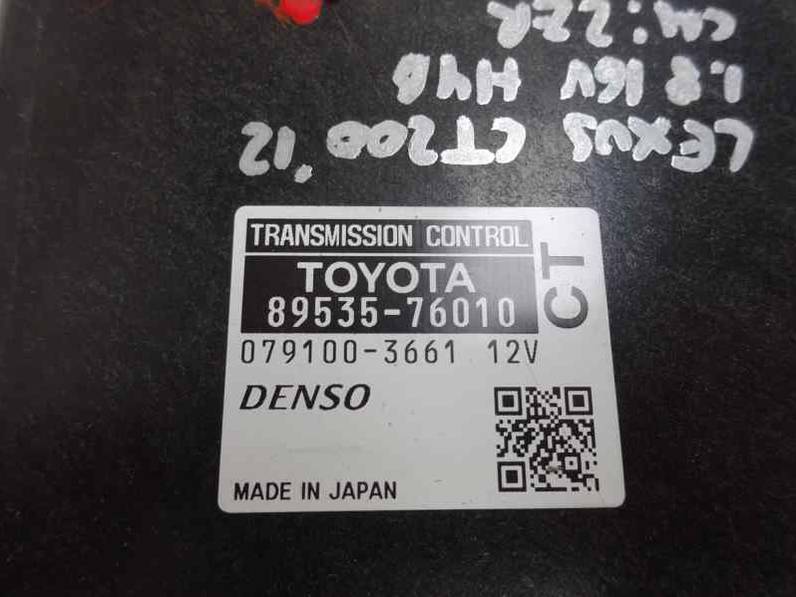 LEXUS CT200 '12
1.8 16V HYB
CM: 2ZR
TRANSMISSION CONTROL
TOYOTA
89535-76010
CT
079100-3661 12V
DENSO
MADE IN JAPAN